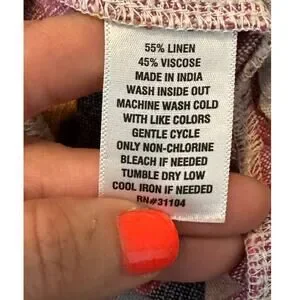 55% LINEN
45% VISCOSE
MADE IN INDIA
WASH INSIDE OUT
MACHINE WASH COLD
WITH LIKE COLORS
GENTLE CYCLE
ONLY NON-CHLORINE
BLEACH IF NEEDED
TUMBLE DRY LOW
COOL IRON IF NEEDED
RN#31104